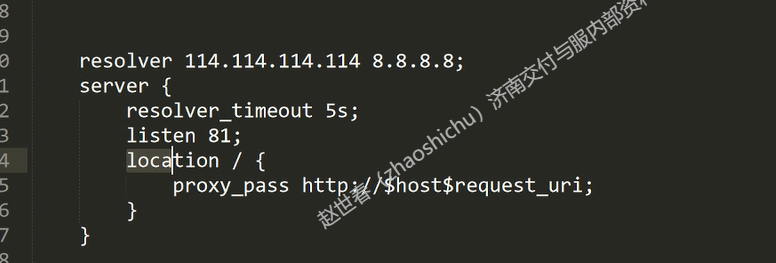 8
9
0 resolver 114.114.114.114 8.8.8.8;
1 server {
2 resolver_timeout 5s;
3 listen 81;
4 location / {
5 proxy_pass http://$host$request_uri;
6 }
7 }
8
赵世春（zhaoshichu）济南交付与服内部资料